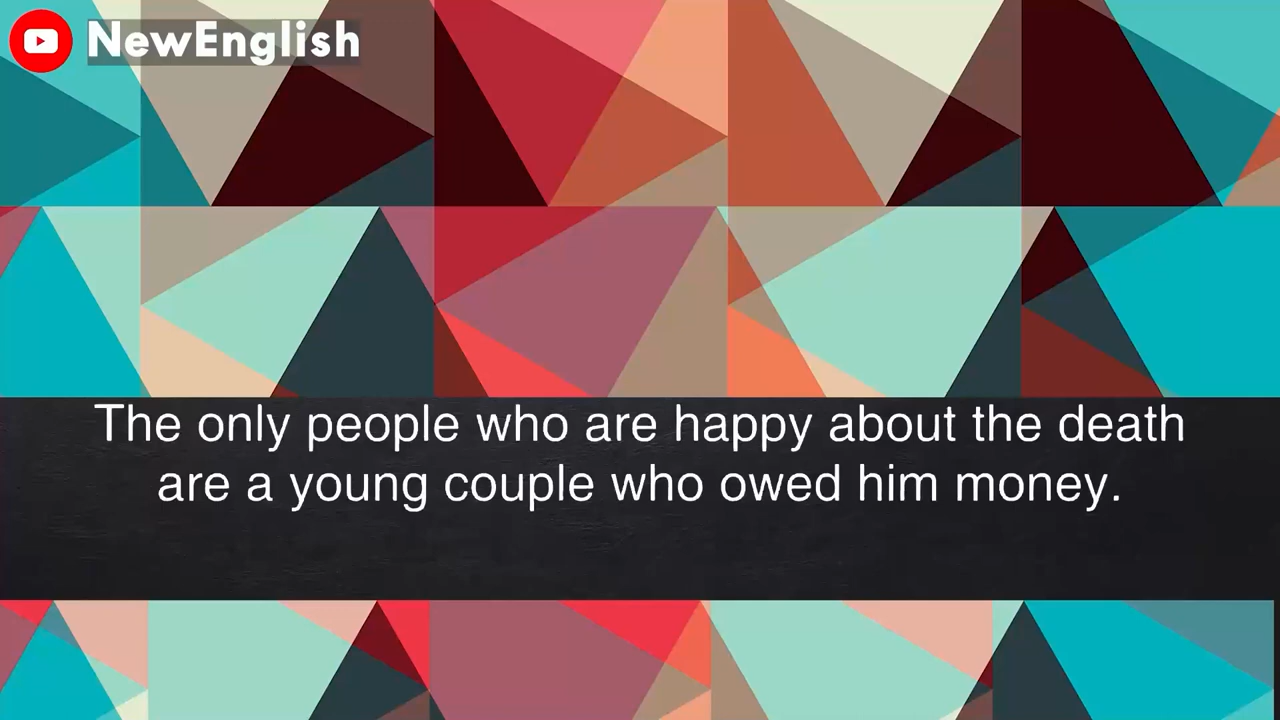 NewEnglish
The only people who are happy about the death
are a young couple who owed him money.